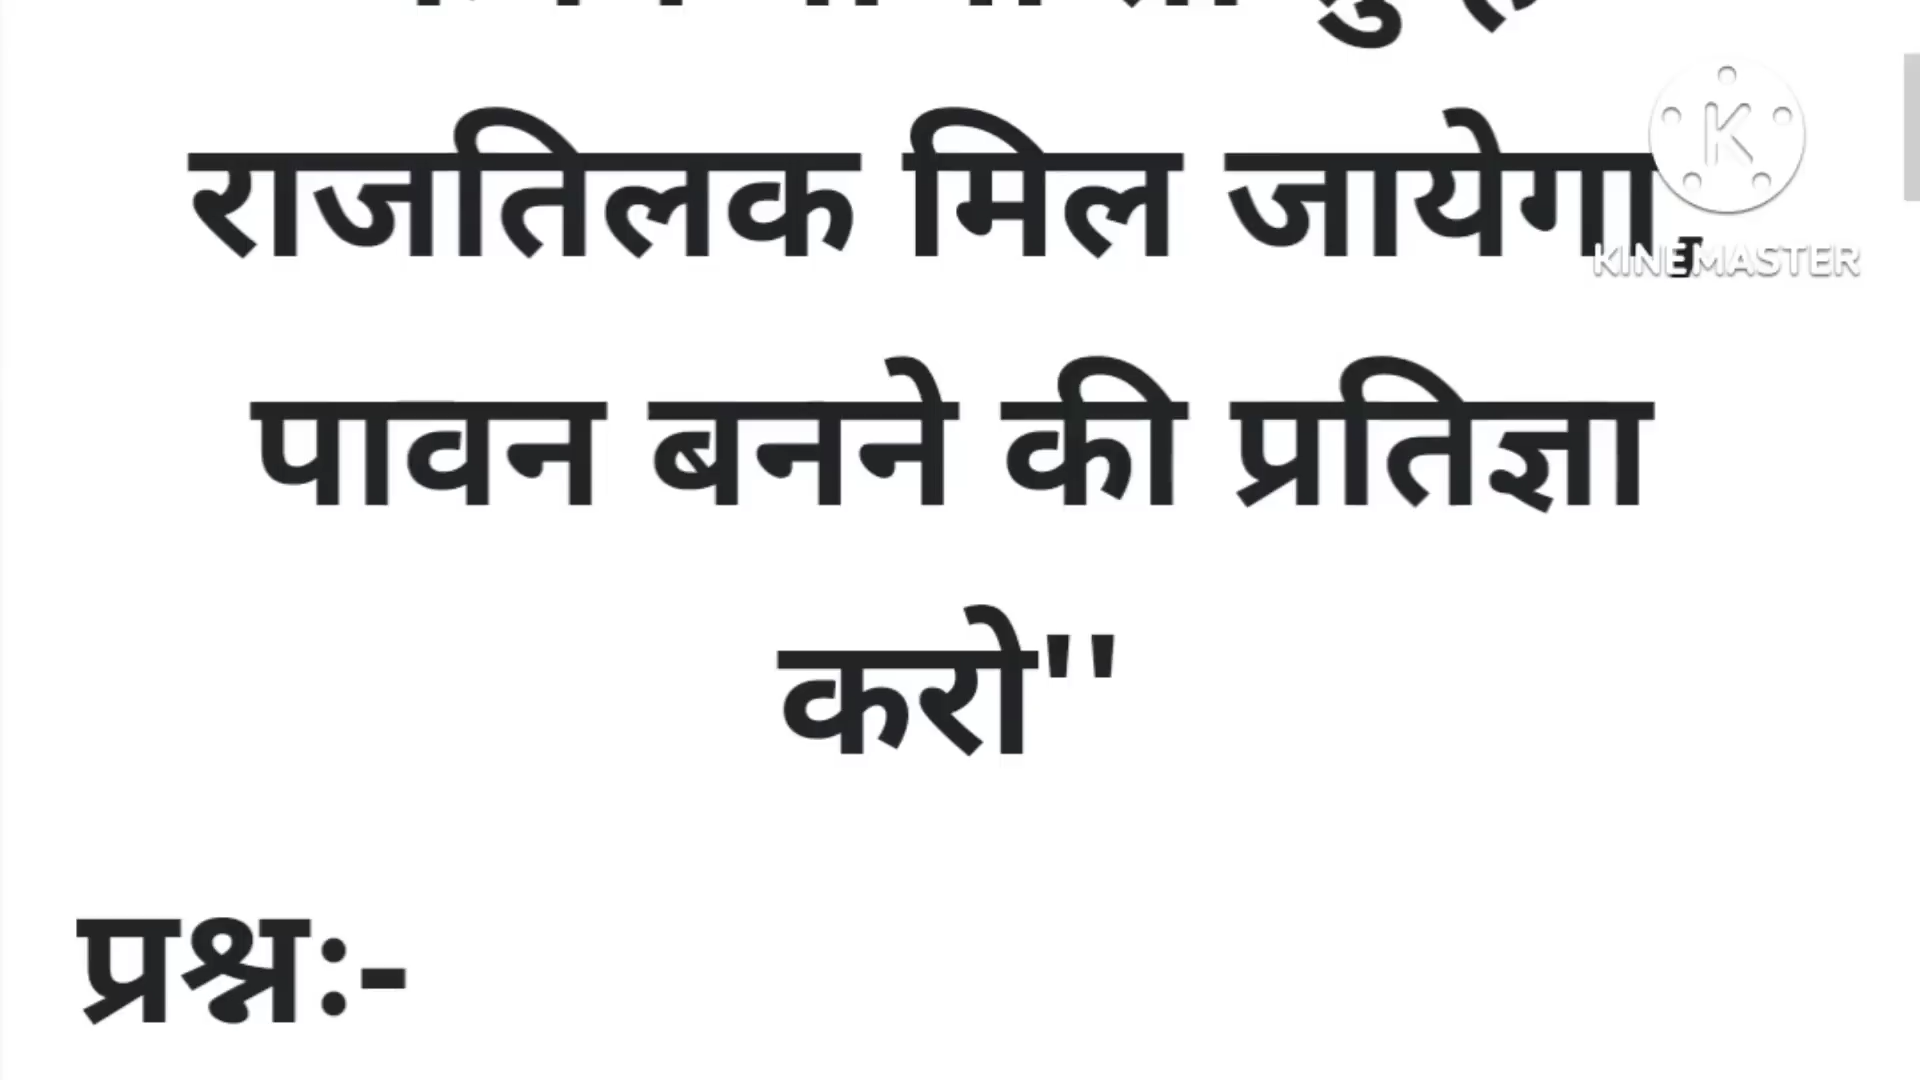 राजतिलक मिल जायेगा,
पावन बनने की प्रतिज्ञा
करो''
प्रश्न:-
K
KINEMASTER